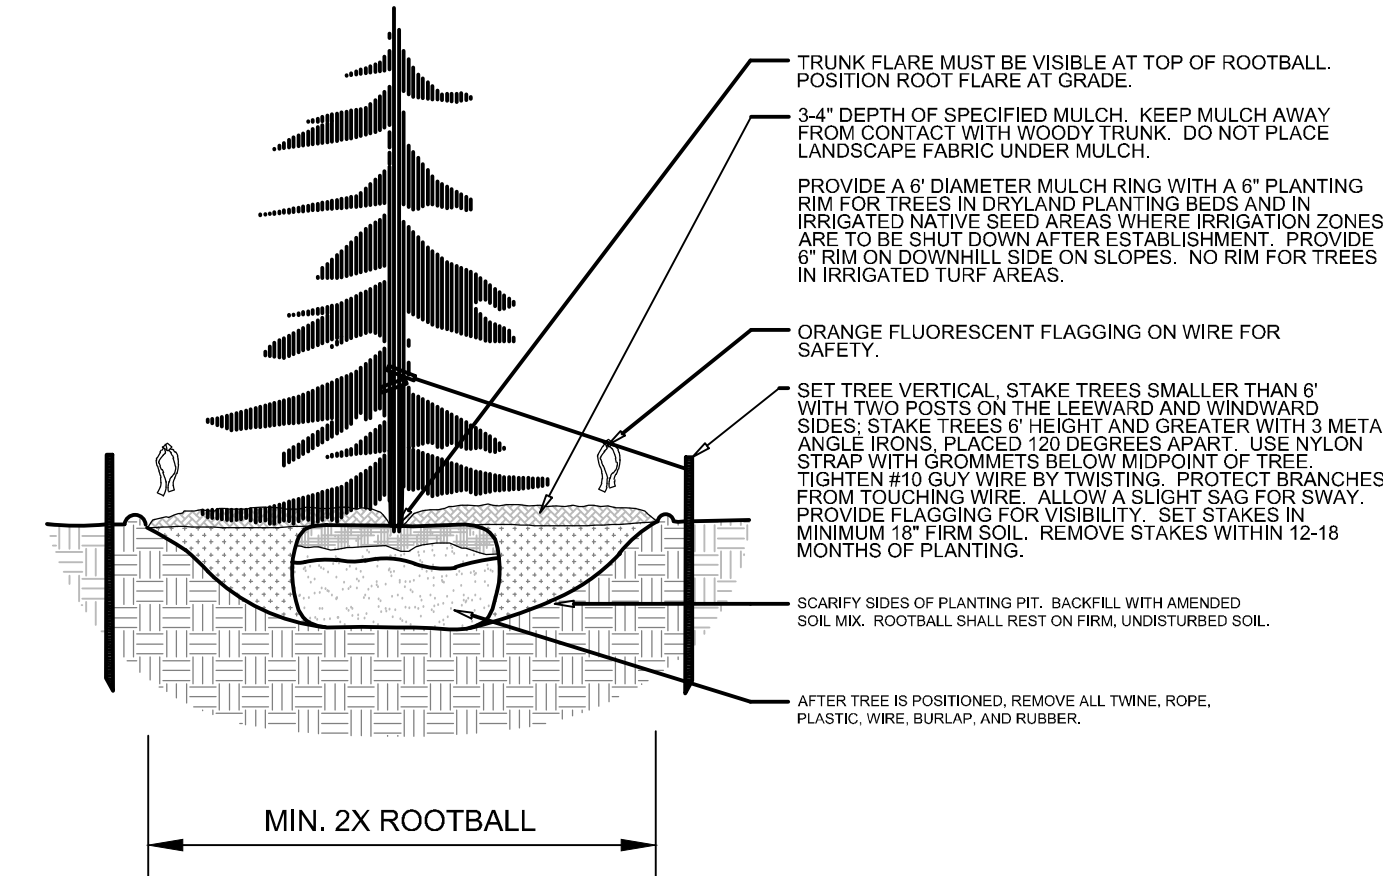 TRUNK FLARE MUST BE VISIBLE AT TOP OF ROOTBALL.
POSITION ROOT FLARE AT GRADE.
3-4" DEPTH OF SPECIFIED MULCH. KEEP MULCH AWAY
FROM CONTACT WITH WOODY TRUNK. DO NOT PLACE
LANDSCAPE FABRIC UNDER MULCH.
PROVIDE A 6' DIAMETER MULCH RING WITH A 6" PLANTING
RIM FOR TREES IN DRYLAND PLANTING BEDS AND IN
IRRIGATED NATIVE SEED AREAS WHERE IRRIGATION ZONES
ARE TO BE SHUT DOWN AFTER ESTABLISHMENT. PROVIDE
6" RIM ON DOWNHILL SIDE ON SLOPES. NO RIM FOR TREES
IN IRRIGATED TURF AREAS.
ORANGE FLUORESCENT FLAGGING ON WIRE FOR
SAFETY.
SET TREE VERTICAL, STAKE TREES SMALLER THAN 6'
WITH TWO POSTS ON THE LEEWARD AND WINDWARD
SIDES; STAKE TREES 6' HEIGHT AND GREATER WITH 3 META
ANGLE IRONS, PLACED 120 DEGREES APART. USE NYLON
STRAP WITH GROMMETS BELOW MIDPOINT OF TREE.
TIGHTEN #10 GUY WIRE BY TWISTING. PROTECT BRANCHES
FROM TOUCHING WIRE. ALLOW A SLIGHT SAG FOR SWAY.
PROVIDE FLAGGING FOR VISIBILITY. SET STAKES IN
MINIMUM 18" FIRM SOIL. REMOVE STAKES WITHIN 12-18
MONTHS OF PLANTING.
SCARIFY SIDES OF PLANTING PIT. BACKFILL WITH AMENDED
SOIL MIX. ROOTBALL SHALL REST ON FIRM, UNDISTURBED SOIL.
AFTER TREE IS POSITIONED, REMOVE ALL TWINE, ROPE,
PLASTIC, WIRE, BURLAP, AND RUBBER.
MIN. 2X ROOTBALL